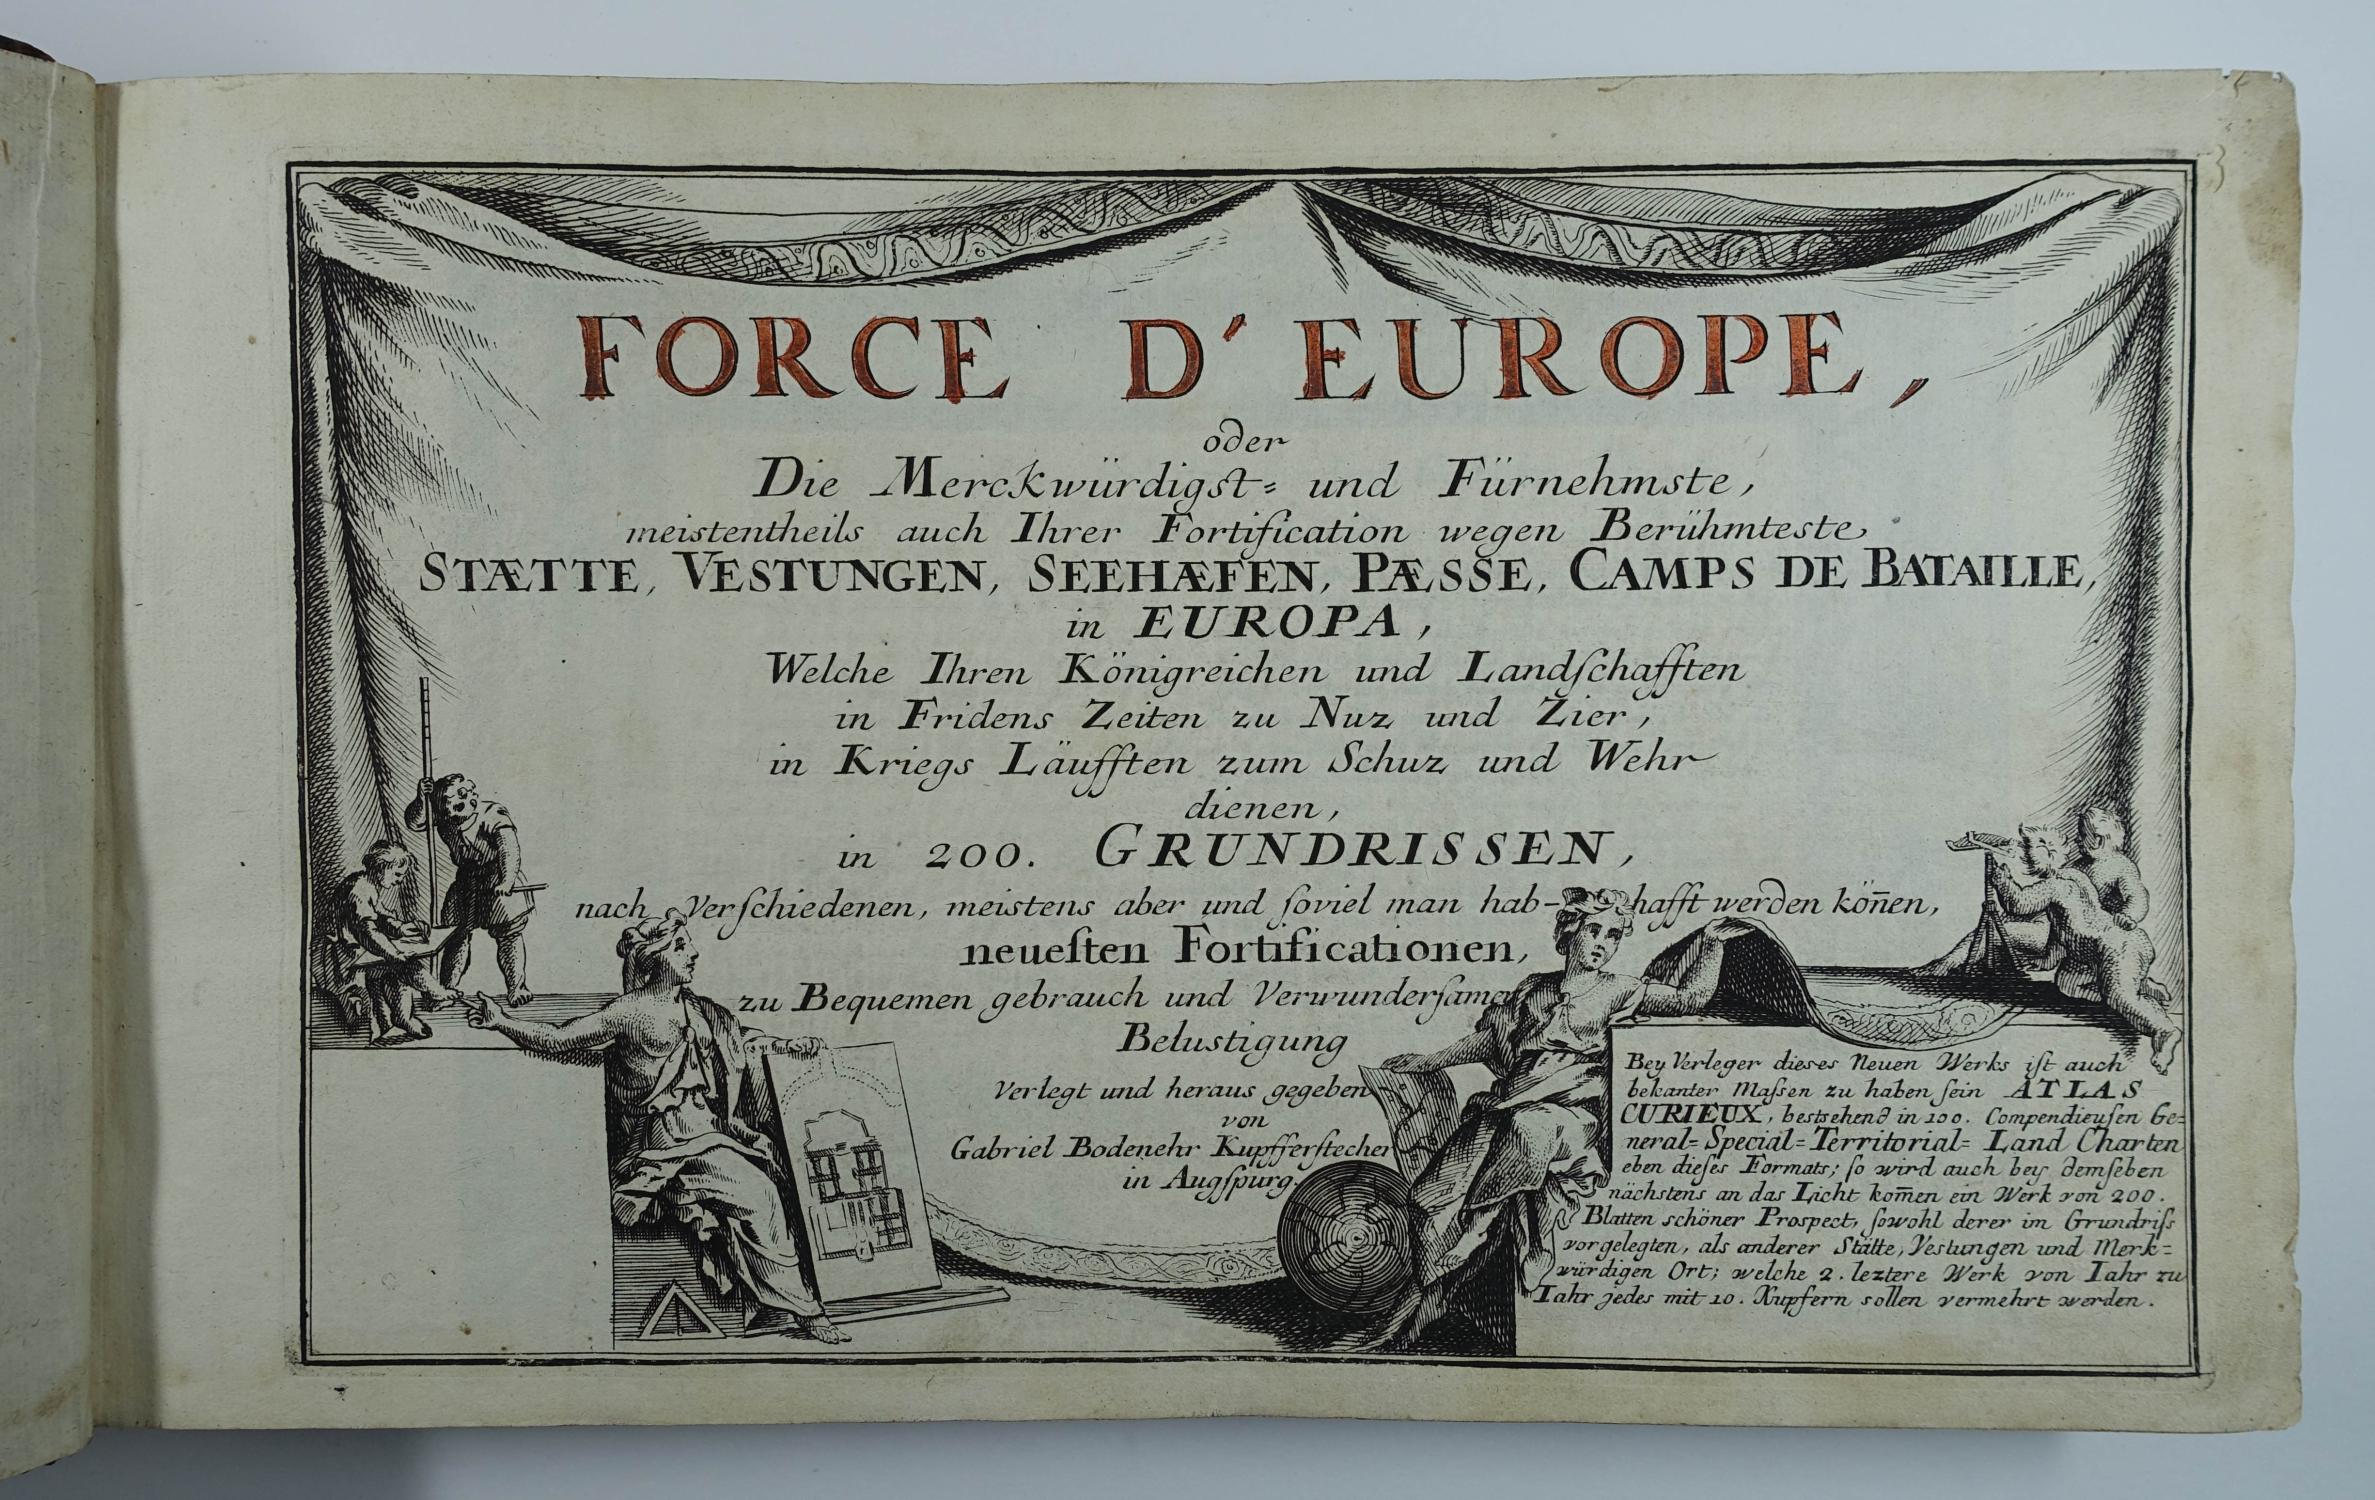 FORCE D' EUROPE,
oder
Die Merckwürdigst= und Fürnehmste,
meistentheils auch Ihrer Fortification wegen Berühmteste,
STÆTTE, VESTUNGEN, SEEHÆFEN, PÆSSE, CAMPS DE BATAILLE,
in EUROPA,
Welche Ihren Königreichen und Landſchafften
in Fridens Zeiten zu Nuz und Zier,
in Kriegs Läufften zum Schuz und Wehr
dienen,
in 200. GRUNDRISSEN,
nach Verſchiedenen, meistens aber und ſoviel man hab- hafft werden kön̅en,
neueſten Fortificationen,
zu Bequemen gebrauch und Verwunderſamer
Belustigung
Verlegt und heraus gegeben
von
Gabriel Bodenehr Kupfferſtecher
in Augſpurg.
Bey Verleger dieses Neuen Werks iſt auch
bekanter Maſsen zu haben ſein ATLAS
CURIEUX, bestsehend in 100. Compendieuſen Ge=
neral= Special= Territorial= Land Charten
eben dieſes Formats; ſo wird auch bey demſeben
nächstens an das Licht kom̅en ein Werk von 200.
Blatten schöner Prospect, ſowohl derer im Grundriſs
vorgelegten, als anderer Stätte, Vestungen und Merk=
würdigen Ort; welche 2. leztere Werk von Iahr zu
Iahr jedes mit 10. Kupfern sollen vermehrt werden.